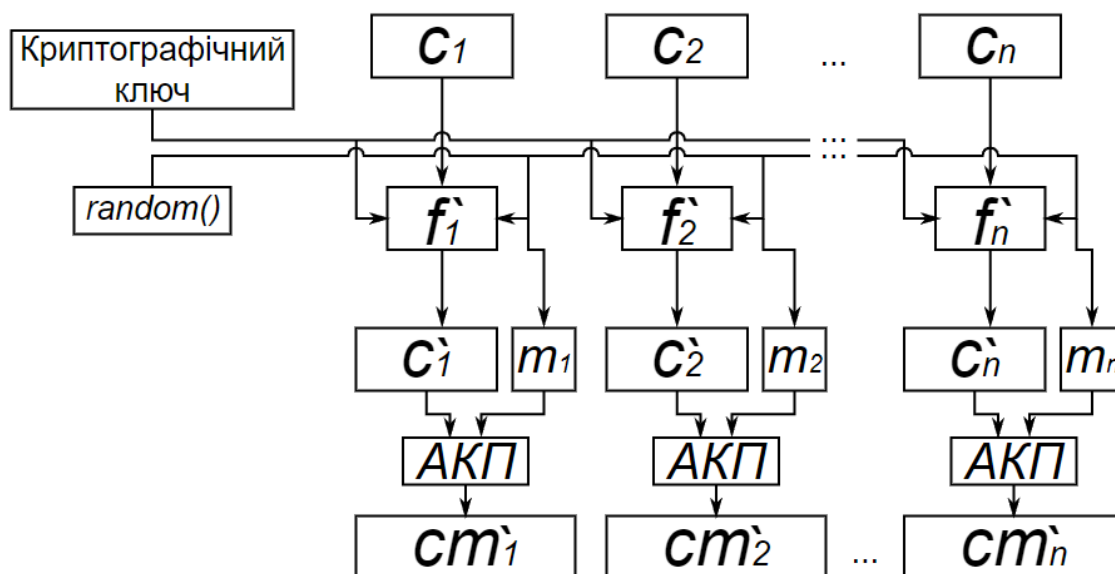 Криптографічний
ключ
c1
c2
...
cn
...
...
random()
f`1
f`2
f`n
c`1
m1
c`2
m2
c`n
mn
АКП
АКП
АКП
cm`1
cm`2
...
cm`n